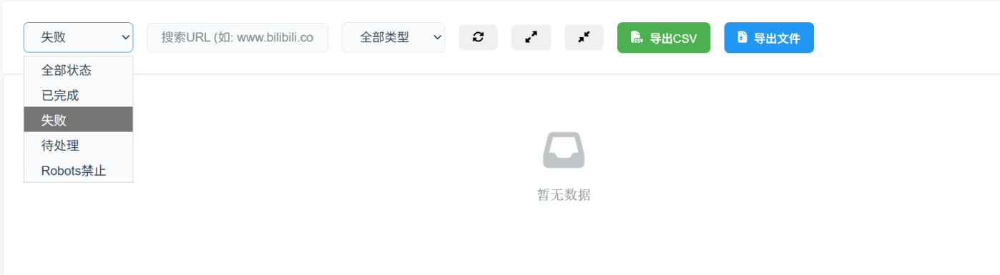 失败
搜索URL (如: www.bilibili.co
全部类型
导出CSV
导出文件
全部状态
已完成
失败
待处理
Robots禁止
暂无数据